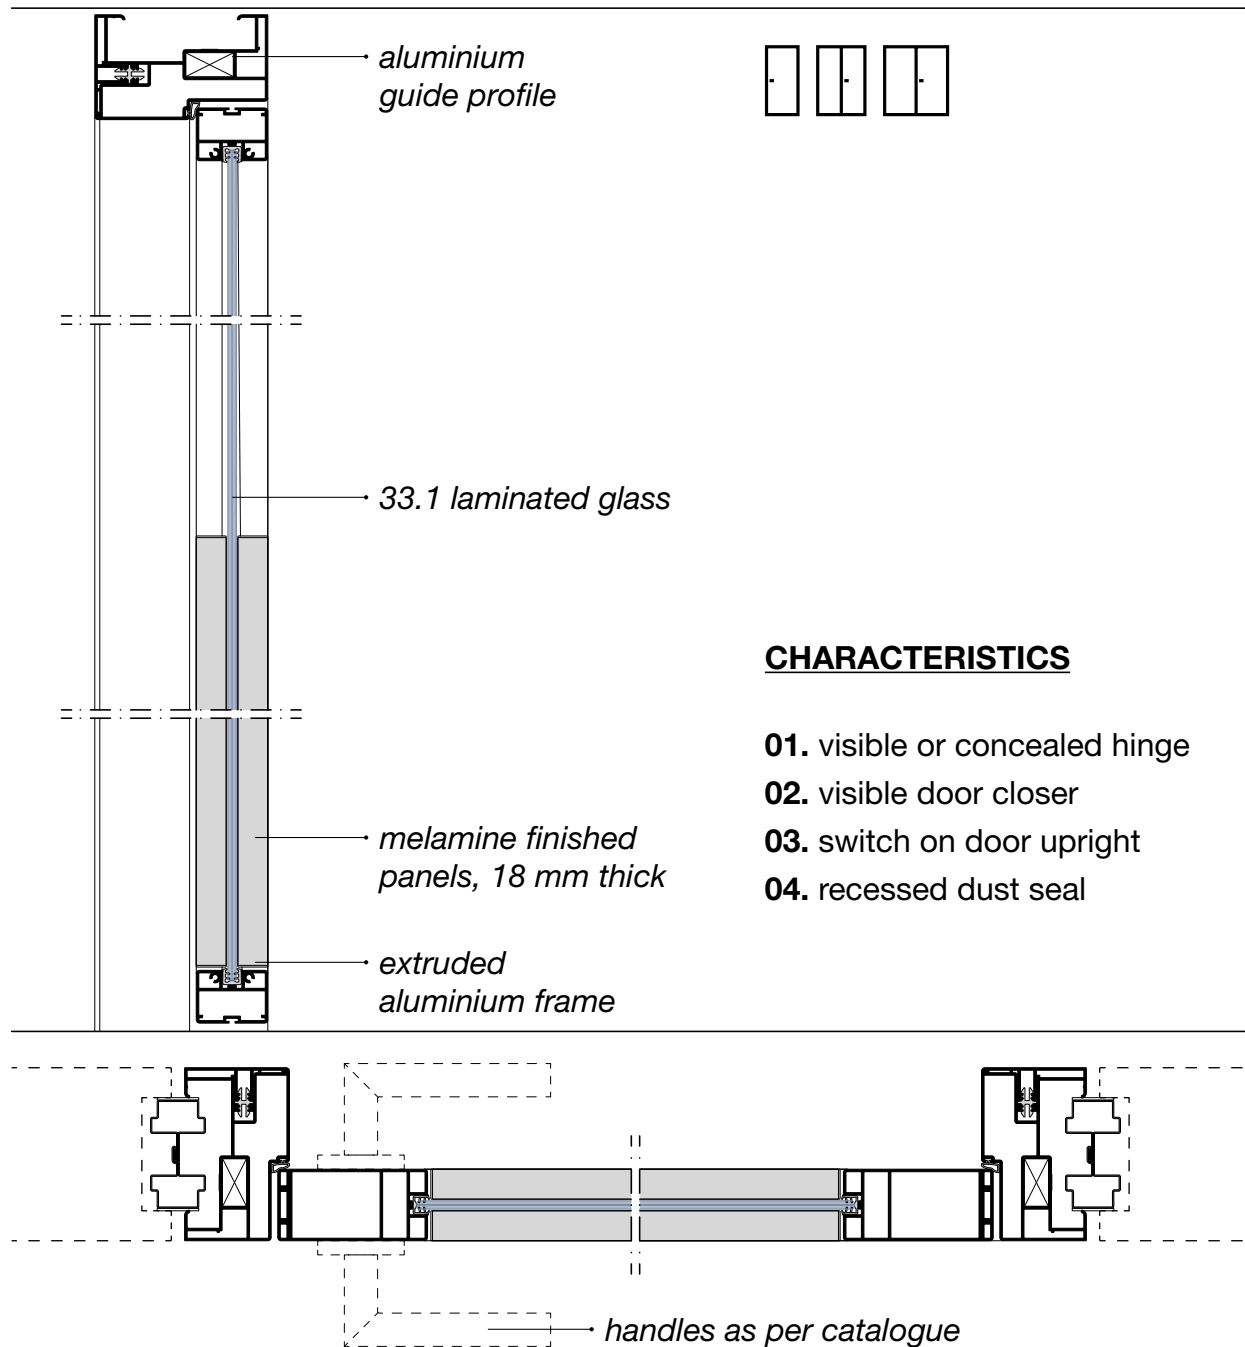 aluminium
guide profile
33.1 laminated glass
CHARACTERISTICS
01. visible or concealed hinge
02. visible door closer
03. switch on door upright
04. recessed dust seal
melamine finished
panels, 18 mm thick
extruded
aluminium frame
handles as per catalogue